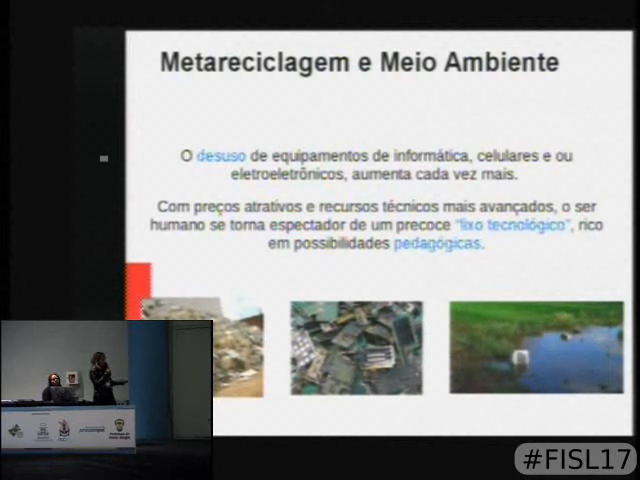 Metareciclagem e Meio Ambiente
O desuso de equipamentos de informática, celulares e ou
eletroeletrônicos, aumenta cada vez mais.
Com preços atrativos e recursos técnicos mais avançados, o ser
humano se torna espectador de um precoce "lixo tecnológico", rico
em possibilidades pedagógicas.
#FISL17